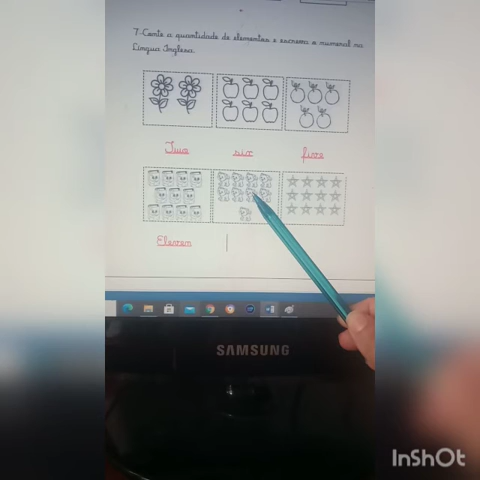 7-Conte a quantidade de elementos e escreva o numeral na
Língua Inglesa.
Two six five
Eleven
SAMSUNG
InShOt